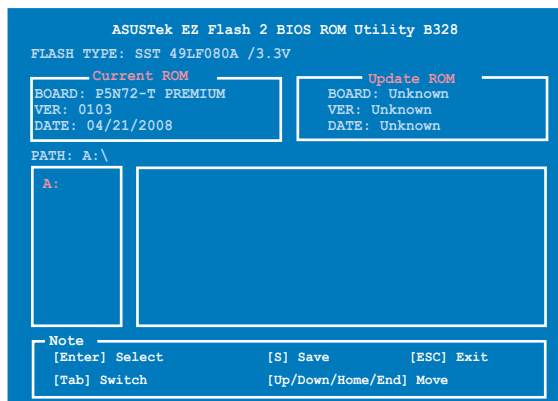 ASUSTek EZ Flash 2 BIOS ROM Utility B328
FLASH TYPE: SST 49LF080A /3.3V
Current ROM
BOARD: P5N72-T PREMIUM
VER: 0103
DATE: 04/21/2008
Update ROM
BOARD: Unknown
VER: Unknown
DATE: Unknown
PATH: A:\
A:
Note
[Enter] Select [S] Save [ESC] Exit
[Tab] Switch [Up/Down/Home/End] Move